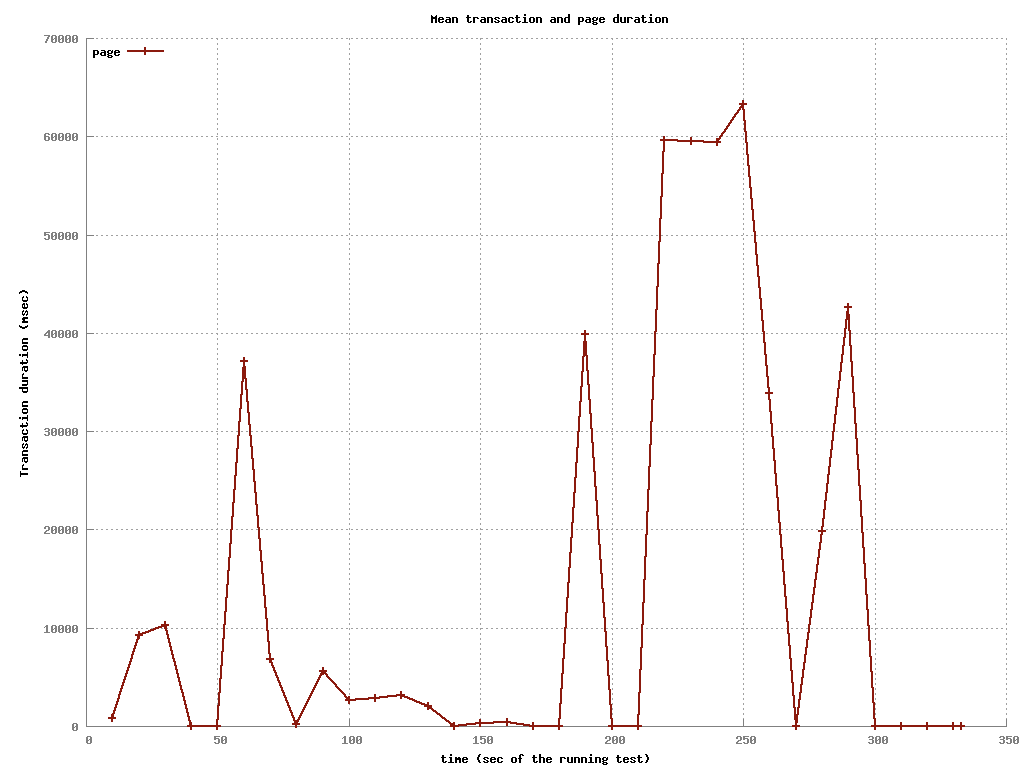 Mean transaction and page duration
70000
page
60000
50000
40000
30000
20000
10000
0
Transaction duration (msec)
0 50 100 150 200 250 300 350
time (sec of the running test)